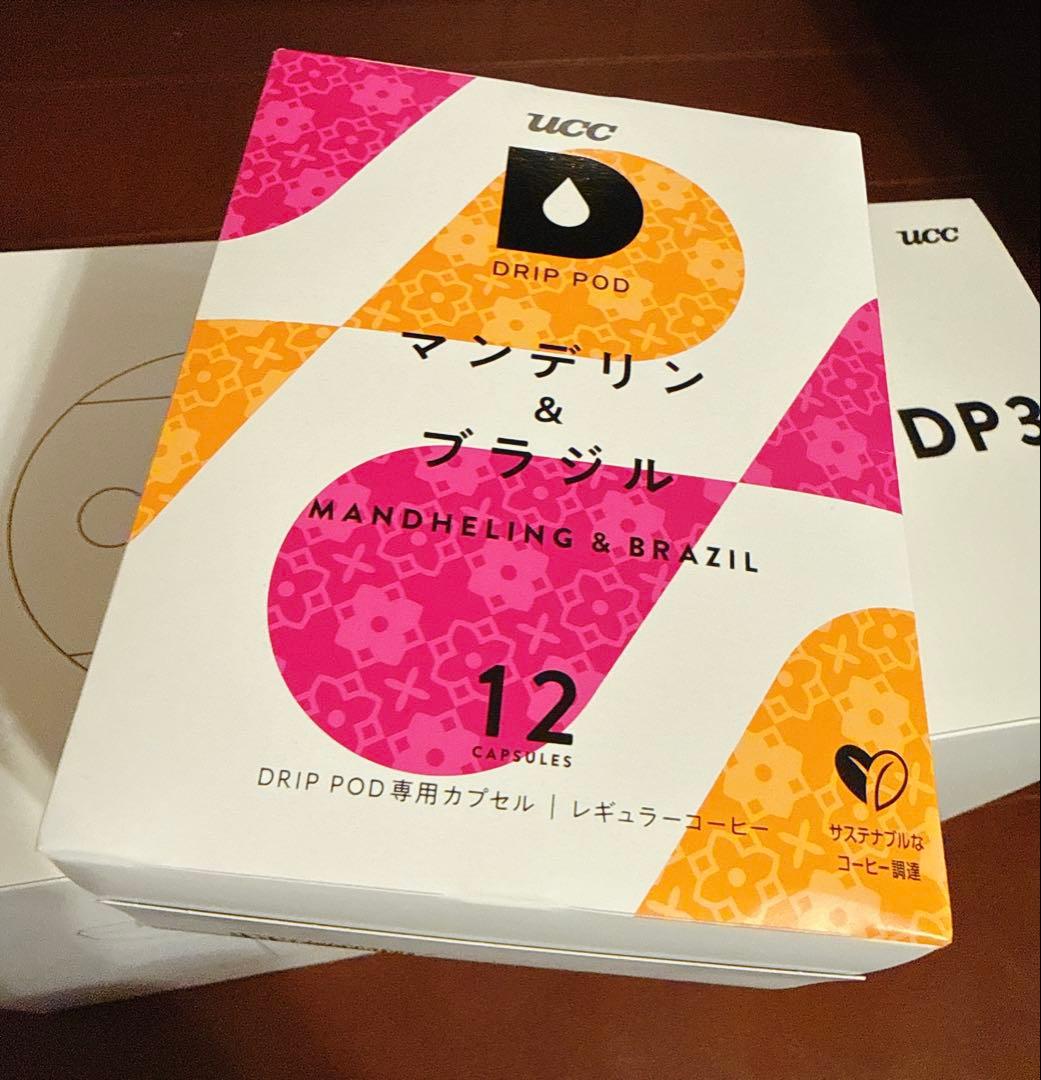 ucc
DRIP POD
マンデリン
&
ブラジル
MANDHELING & BRAZIL
12
CAPSULES
DRIP POD専用カプセル｜レギュラーコーヒー
サステナブルな
コーヒー調達
ucc
DP3